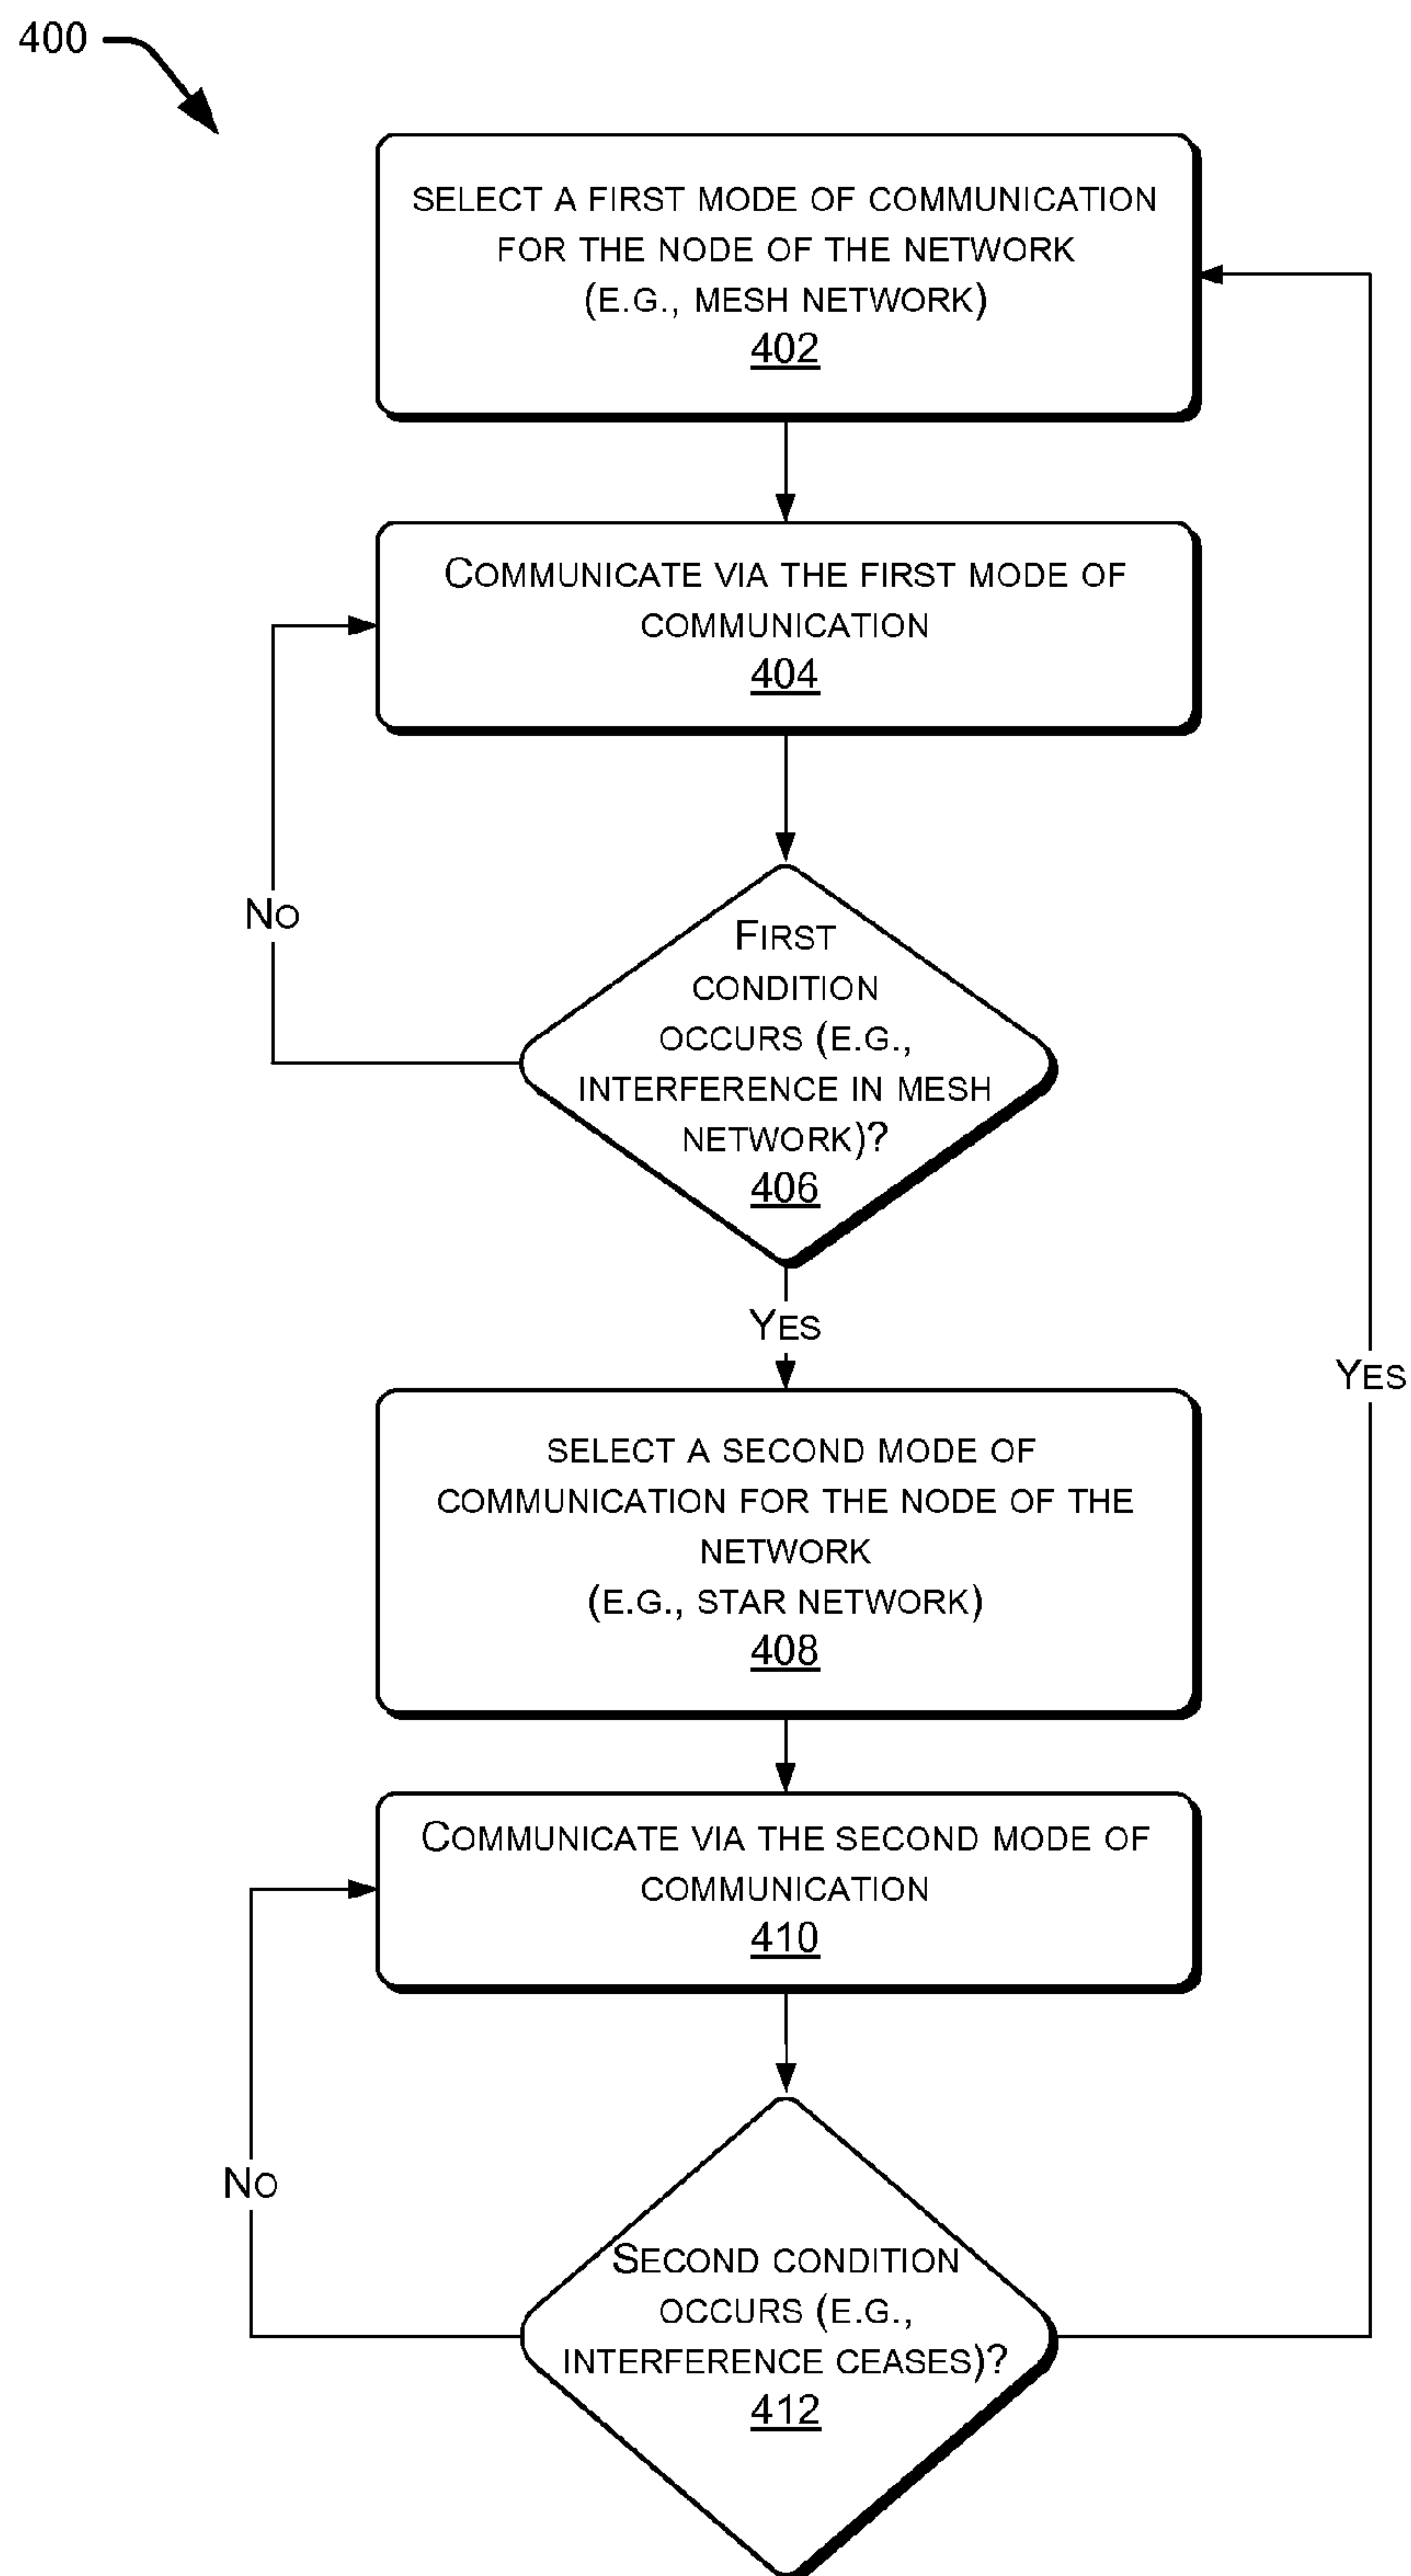 400
SELECT A FIRST MODE OF COMMUNICATION
FOR THE NODE OF THE NETWORK
(E.G., MESH NETWORK)
402
COMMUNICATE VIA THE FIRST MODE OF
COMMUNICATION
404
NO
FIRST
CONDITION
OCCURS (E.G.,
INTERFERENCE IN MESH
NETWORK)?
406
YES
SELECT A SECOND MODE OF
COMMUNICATION FOR THE NODE OF THE
NETWORK
(E.G., STAR NETWORK)
408
YES
COMMUNICATE VIA THE SECOND MODE OF
COMMUNICATION
410
NO
SECOND CONDITION
OCCURS (E.G.,
INTERFERENCE CEASES)?
412